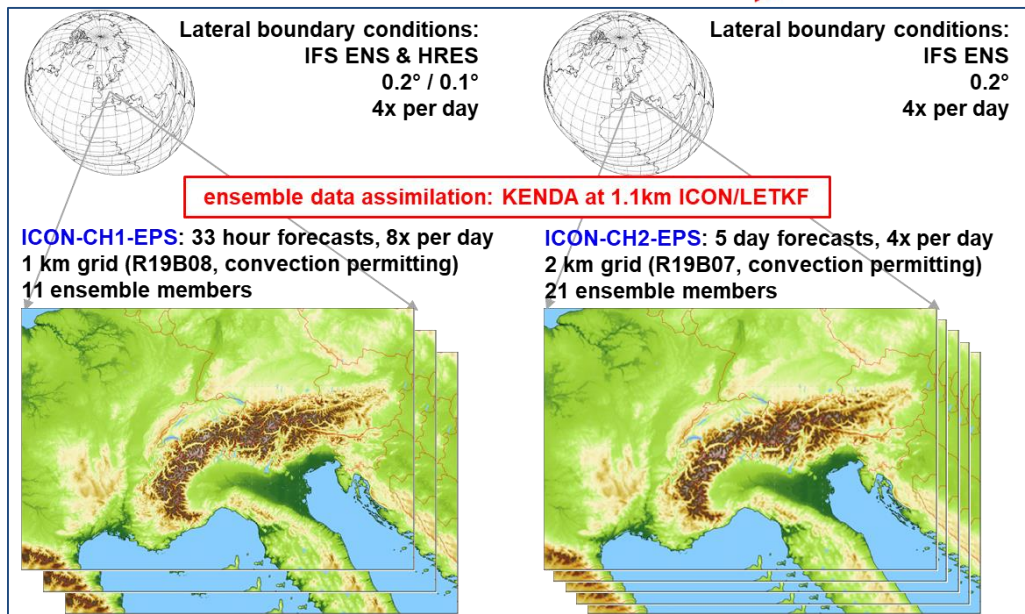 Lateral boundary conditions:
IFS ENS & HRES
0.2° / 0.1°
4x per day
Lateral boundary conditions:
IFS ENS
0.2°
4x per day
ensemble data assimilation: KENDA at 1.1km ICON/LETKF
ICON-CH1-EPS: 33 hour forecasts, 8x per day
1 km grid (R19B08, convection permitting)
11 ensemble members
ICON-CH2-EPS: 5 day forecasts, 4x per day
2 km grid (R19B07, convection permitting)
21 ensemble members